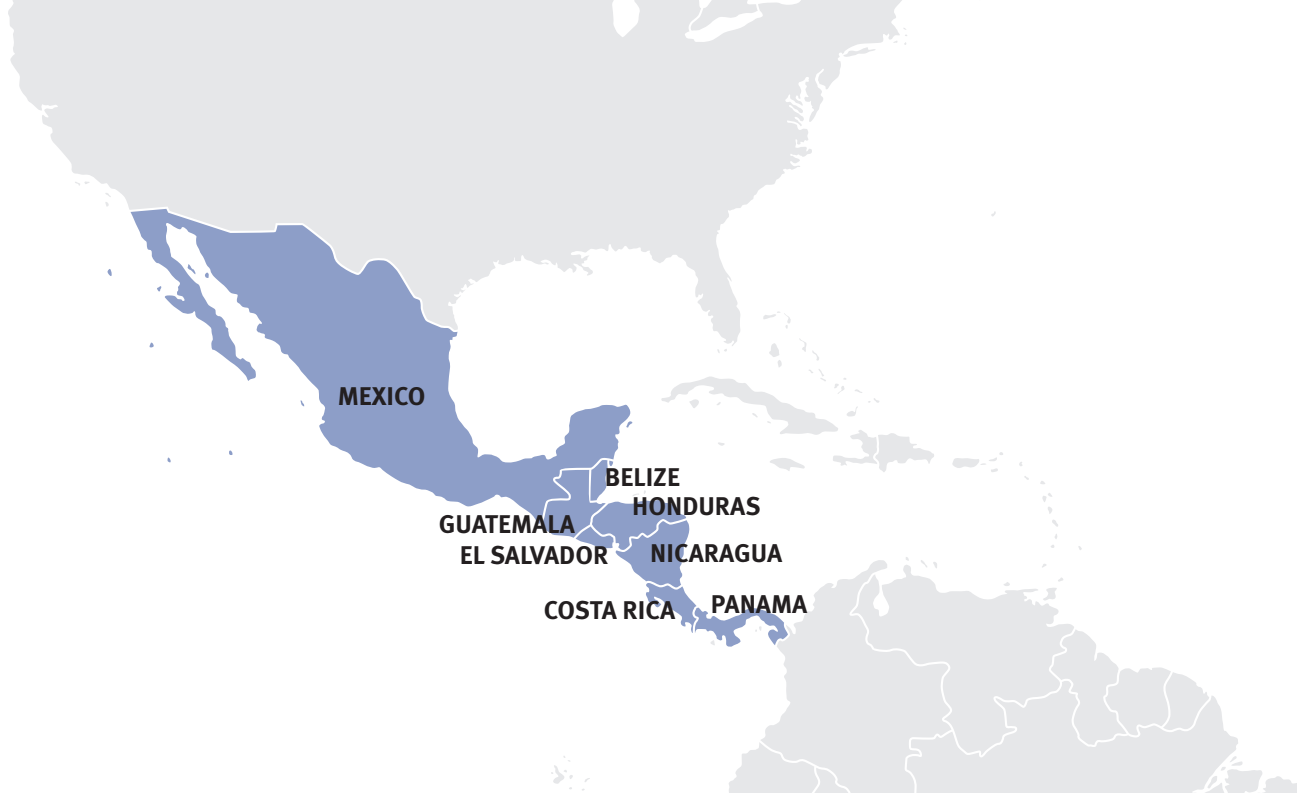 MEXICO
BELIZE
HONDURAS
GUATEMALA
NICARAGUA
EL SALVADOR
PANAMA
COSTA RICA